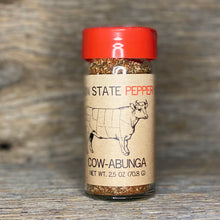 STATE PEPPER
COW-ABUNGA
NET WT. 2.5 OZ (70.8 G)